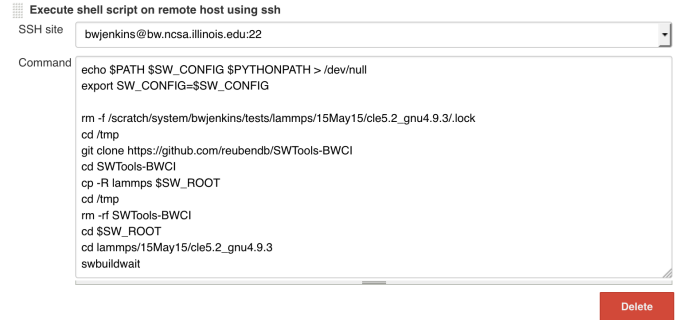 Execute shell script on remote host using ssh
SSH site bwjenkins@bw.ncsa.illinois.edu:22
Command
echo $PATH $SW_CONFIG $PYTHONPATH > /dev/null
export SW_CONFIG=$SW_CONFIG
rm -f /scratch/system/bwjenkins/tests/lammps/15May15/cle5.2_gnu4.9.3/.lock
cd /tmp
git clone https://github.com/reubendb/SWTools-BWCI
cd SWTools-BWCI
cp -R lammps $SW_ROOT
cd /tmp
rm -rf SWTools-BWCI
cd $SW_ROOT
cd lammps/15May15/cle5.2_gnu4.9.3
swbuildwait
Delete